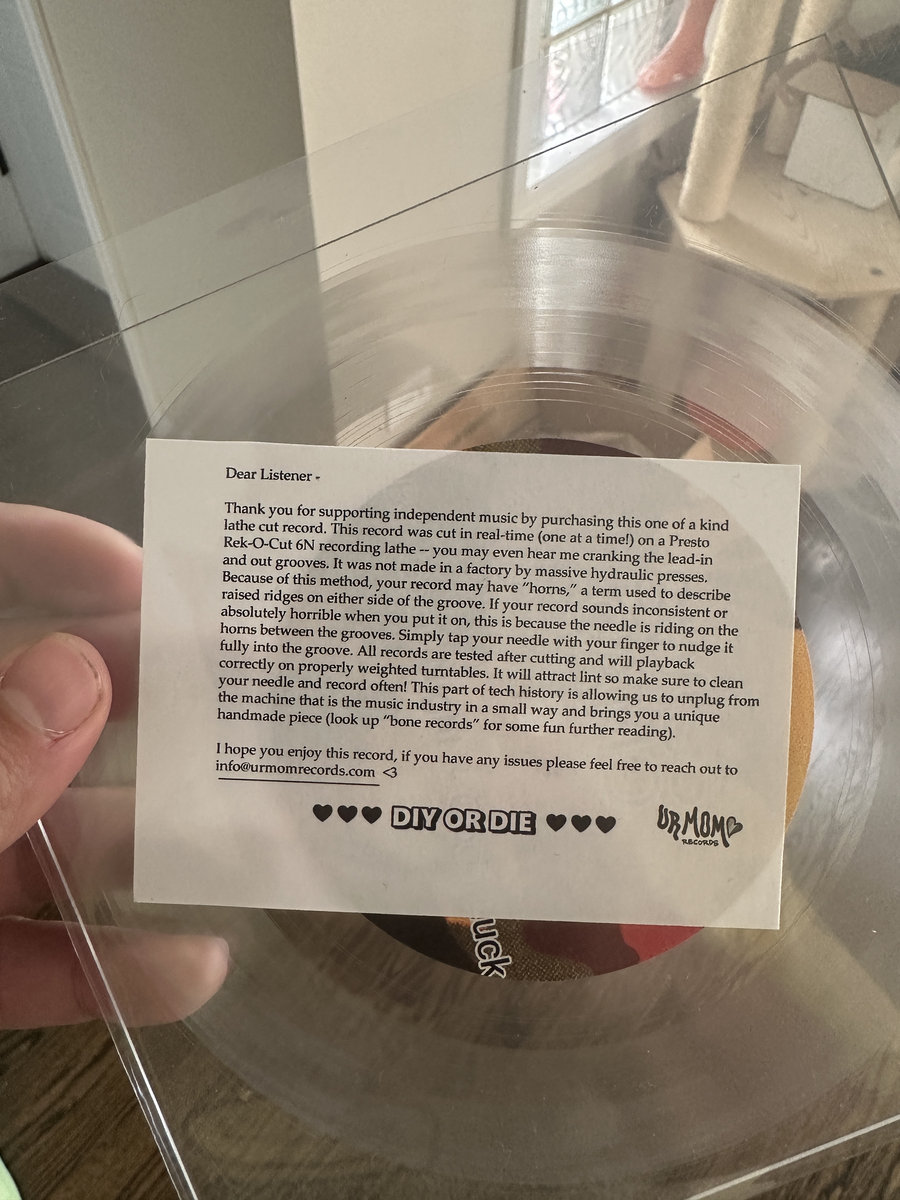 Dear Listener -
Thank you for supporting independent music by purchasing this one of a kind
lathe cut record. This record was cut in real-time (one at a time!) on a Presto
Rek-O-Cut 6N recording lathe -- you may even hear me cranking the lead-in
and out grooves. It was not made in a factory by massive hydraulic presses.
Because of this method, your record may have "horns," a term used to describe
raised ridges on either side of the groove. If your record sounds inconsistent or
absolutely horrible when you put it on, this is because the needle is riding on the
horns between the grooves. Simply tap your needle with your finger to nudge it
fully into the groove. All records are tested after cutting and will playback
correctly on properly weighted turntables. It will attract lint so make sure to clean
your needle and record often! This part of tech history is allowing us to unplug from
the machine that is the music industry in a small way and brings you a unique
handmade piece (look up "bone records" for some fun further reading).
I hope you enjoy this record, if you have any issues please feel free to reach out to
info@urmomrecords.com <3
♥♥♥ DIY OR DIE ♥♥♥
UR MOM
RECORDS
uck